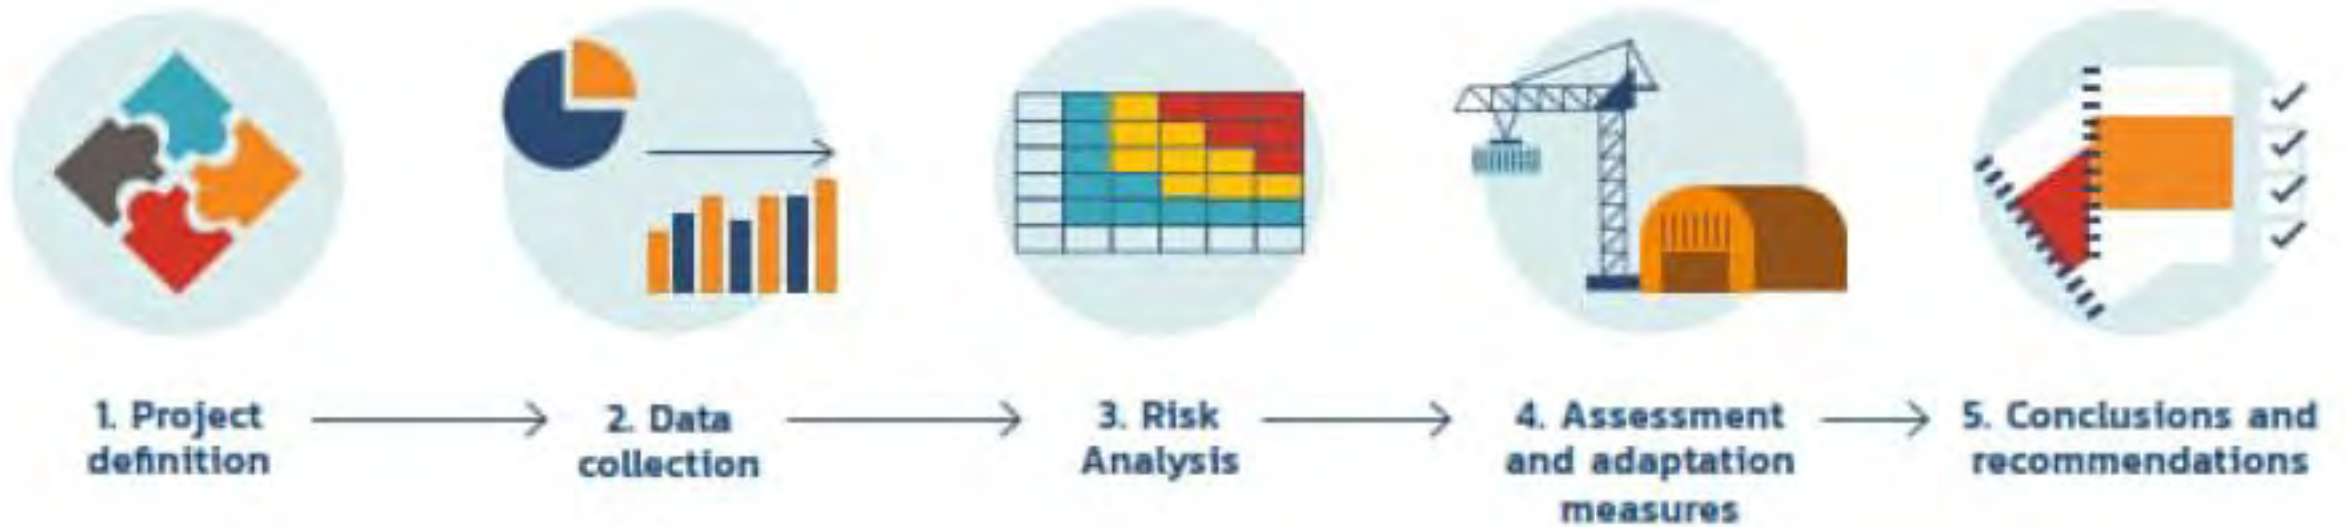 1. Project
definition
2. Data
collection
3. Risk
Analysis
4. Assessment
and adaptation
measures
5. Conclusions and
recommendations